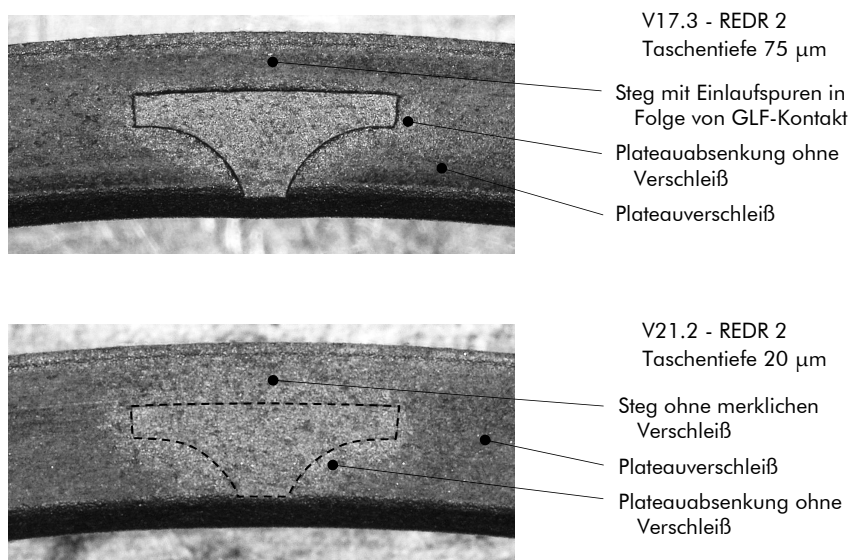 V17.3 - REDR 2
Taschentiefe 75 µm
Steg mit Einlaufspuren in
Folge von GLF-Kontakt
Plateauabsenkung ohne
Verschleiß
Plateauverschleiß
V21.2 - REDR 2
Taschentiefe 20 µm
Steg ohne merklichen
Verschleiß
Plateauverschleiß
Plateauabsenkung ohne
Verschleiß